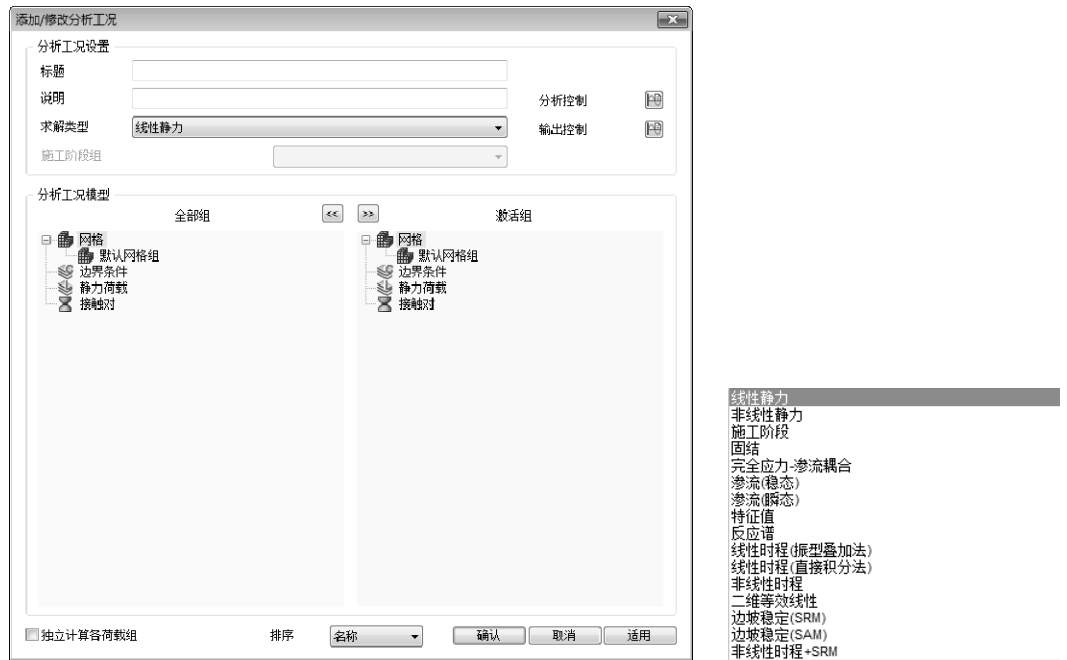 添加/修改分析工况
分析工况设置
标题
说明
分析控制
求解类型 线性静力
输出控制
施工阶段组
分析工况模型
全部组 << >> 激活组
网格
默认网格组
边界条件
静力荷载
接触对
网格
默认网格组
边界条件
静力荷载
接触对
独立计算各荷载组 排序 名称 确认 取消 适用
线性静力
非线性静力
施工阶段
固结
完全应力-渗流耦合
渗流(稳态)
渗流(瞬态)
特征值
反应谱
线性时程(振型叠加法)
线性时程(直接积分法)
非线性时程
二维等效线性
边坡稳定(SRM)
边坡稳定(SAM)
非线性时程+SRM